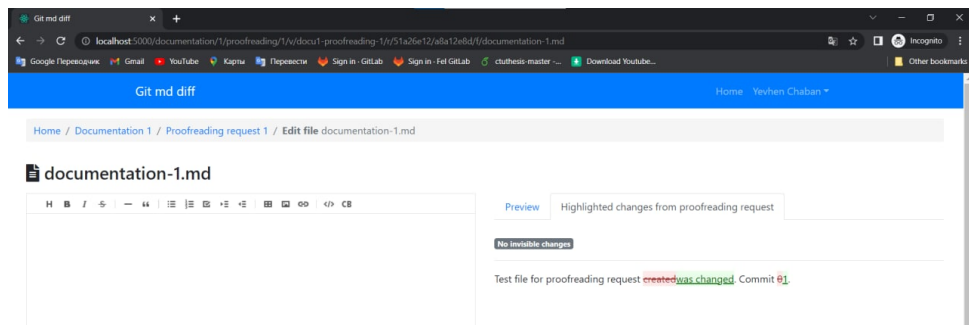 Git md diff
localhost:5000/documentation/1/proofreading/1/v/docu1-proofreading-1/r/51a26e12/a8a12e8d/f/documentation-1.md
Incognito
Google Переводчик Gmail YouTube Карты Перевести Sign in · GitLab Sign in · Fel GitLab ctuthesis-master -... Download Youtube... Other bookmarks
Git md diff Home Yevhen Chaban
Home / Documentation 1 / Proofreading request 1 / Edit file documentation-1.md
documentation-1.md
H B I S — “ </> CB
Preview Highlighted changes from proofreading request
No invisible changes
Test file for proofreading request createdwas changed. Commit 01.